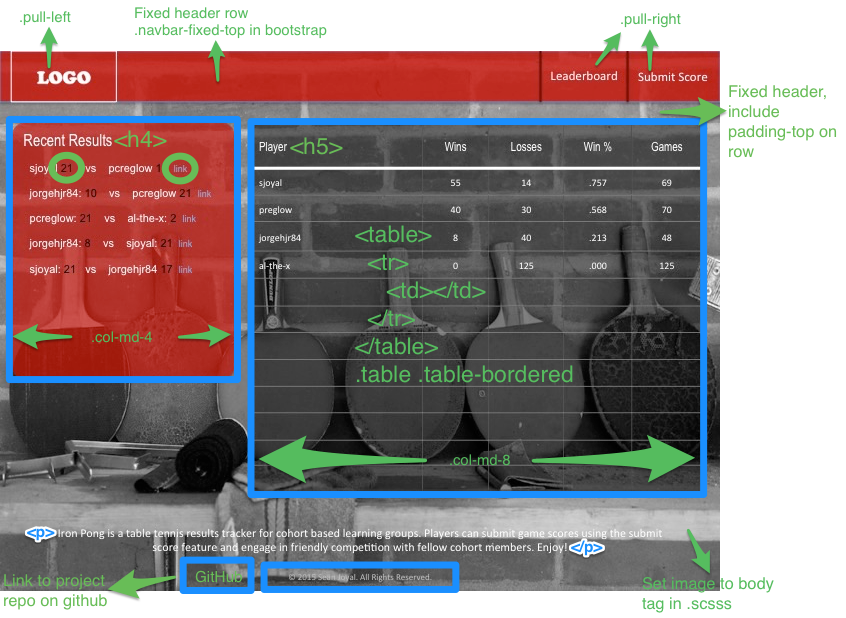 .pull-left
Fixed header row
.navbar-fixed-top in bootstrap
.pull-right
LOGO
Leaderboard
Submit Score
Fixed header,
include
padding-top on
row
Recent Results <h4>
sjoyal 21 vs pcreglow 1 link
jorgehjr84: 10 vs pcreglow 21 link
pcreglow: 21 vs al-the-x: 2 link
jorgehjr84: 8 vs sjoyal: 21 link
sjoyal: 21 vs jorgehjr84 17 link
.col-md-4
Player <h5> Wins Losses Win % Games
sjoyal 55 14 .757 69
preglow 40 30 .568 70
jorgehjr84 8 40 .213 48
al-the-x 0 125 .000 125
<table>
<tr>
<td></td>
</tr>
</table>
.table .table-bordered
.col-md-8
<p> Iron Pong is a table tennis results tracker for cohort based learning groups. Players can submit game scores using the submit
score feature and engage in friendly competition with fellow cohort members. Enjoy! </p>
GitHub
© 2015 Sean Joyal. All Rights Reserved.
Link to project
repo on github
Set image to body
tag in .scsss